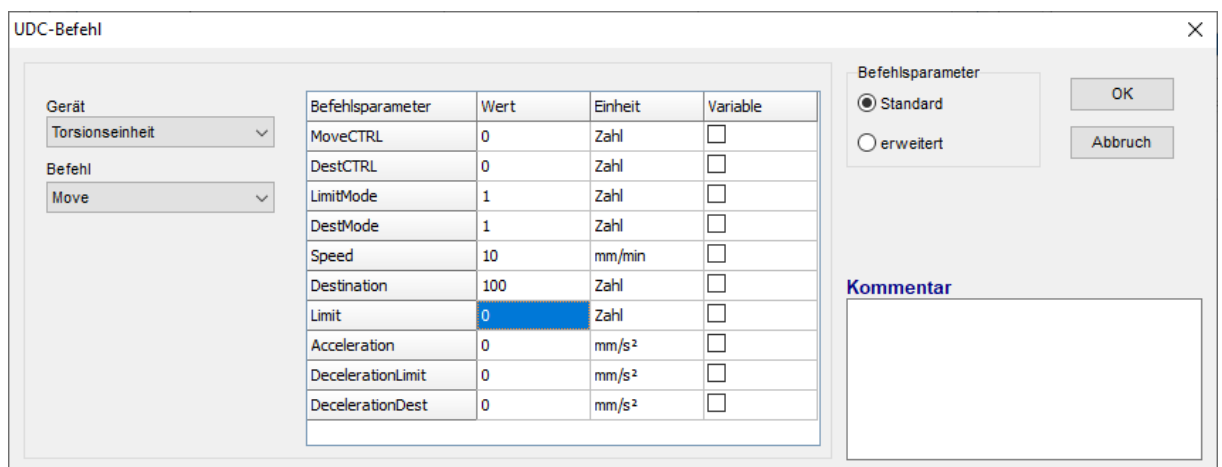 UDC-Befehl
Gerät
Torsionseinheit
Befehl
Move
Befehlsparameter Wert Einheit Variable
MoveCTRL 0 Zahl
DestCTRL 0 Zahl
LimitMode 1 Zahl
DestMode 1 Zahl
Speed 10 mm/min
Destination 100 Zahl
Limit 0 Zahl
Acceleration 0 mm/s²
DecelerationLimit 0 mm/s²
DecelerationDest 0 mm/s²
Befehlsparameter
Standard
erweitert
OK
Abbruch
Kommentar